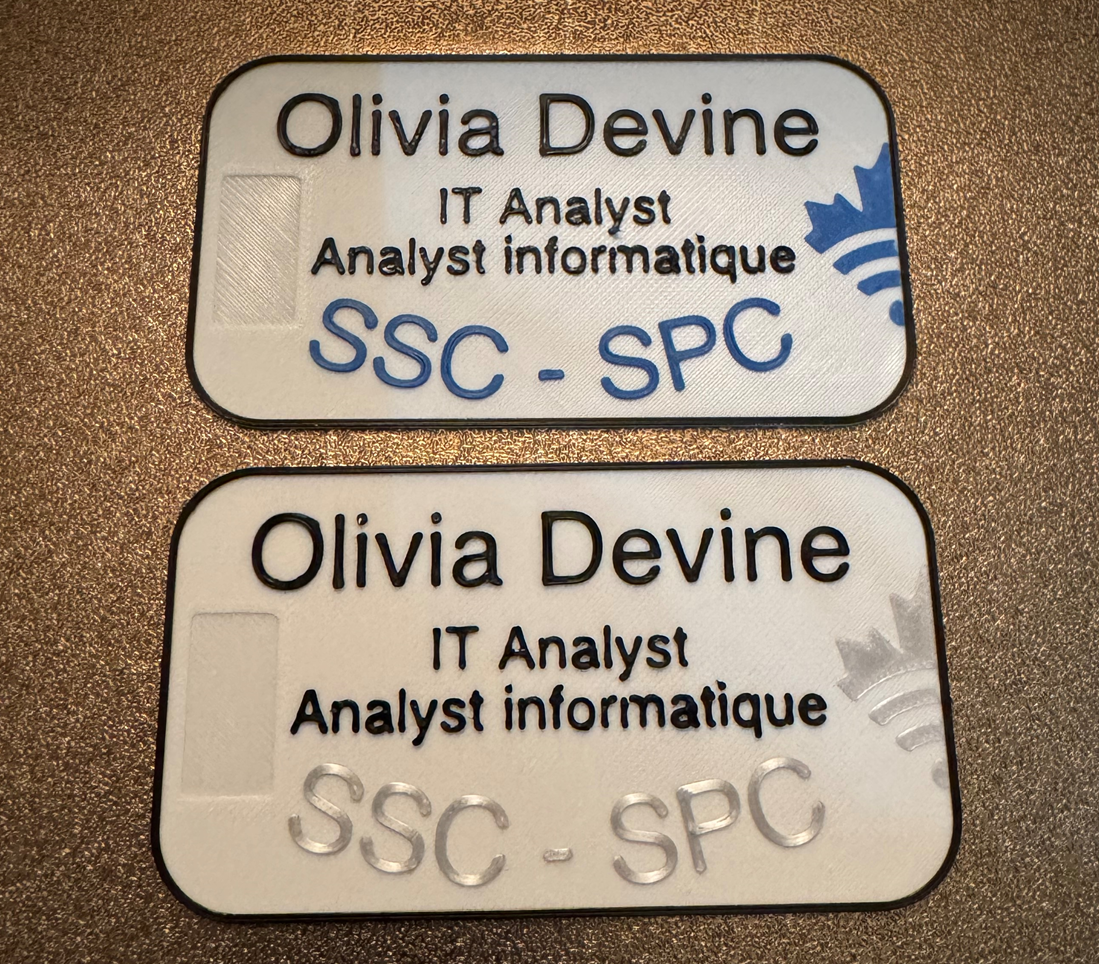 Olivia Devine
IT Analyst
Analyst informatique
SSC - SPC
Olivia Devine
IT Analyst
Analyst informatique
SSC - SPC